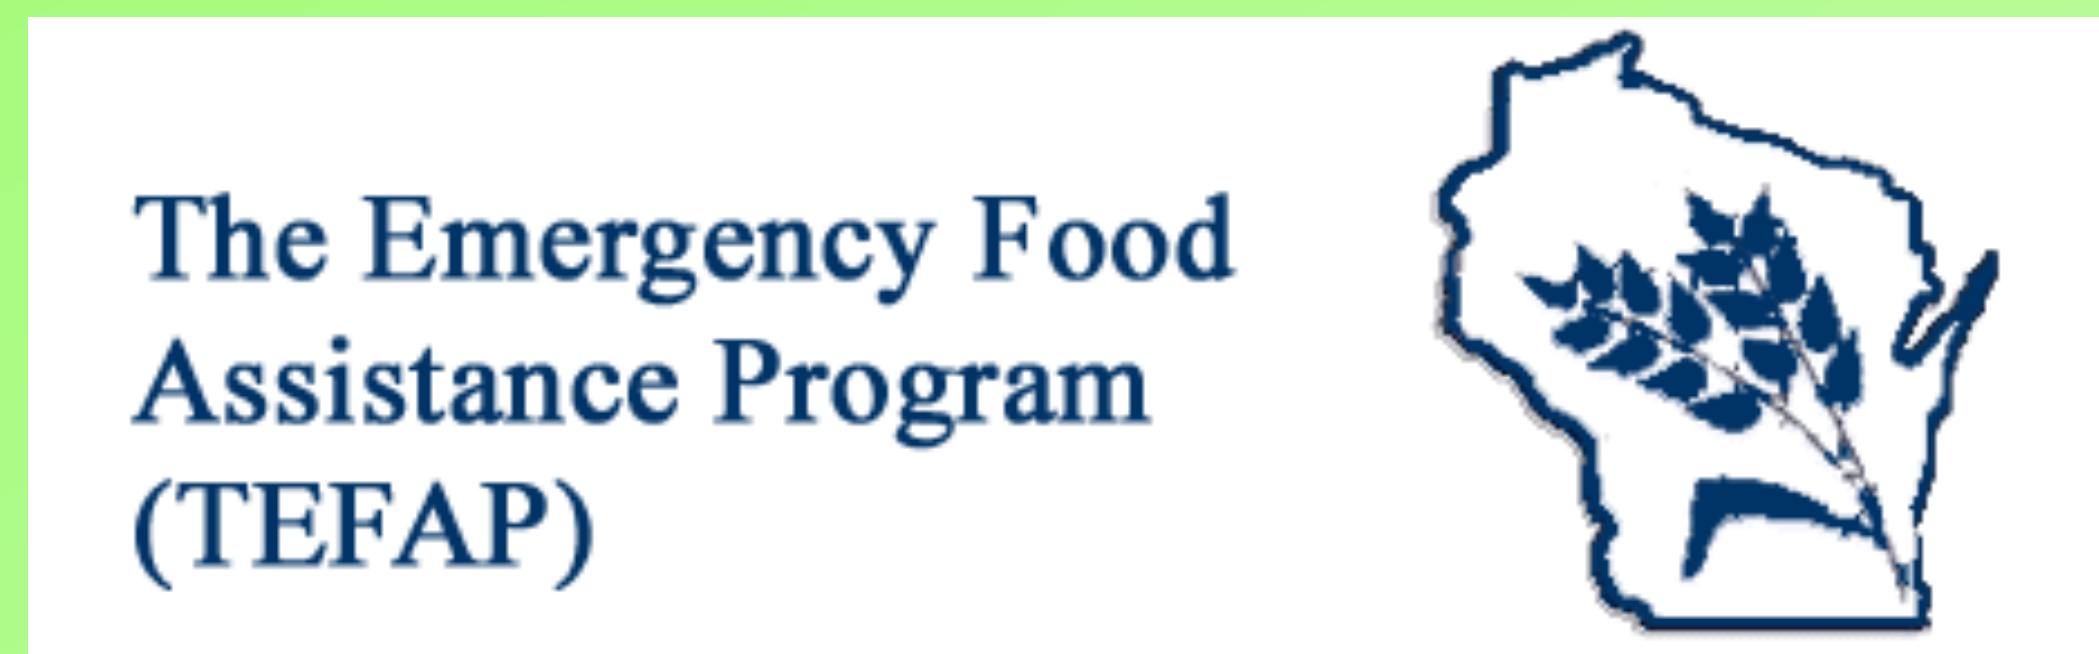 The Emergency Food
Assistance Program
(TEFAP)